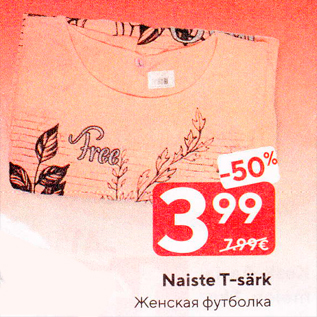 L
Free
-50%
3 99
7,99€
Naiste T-särk
Женская футболка